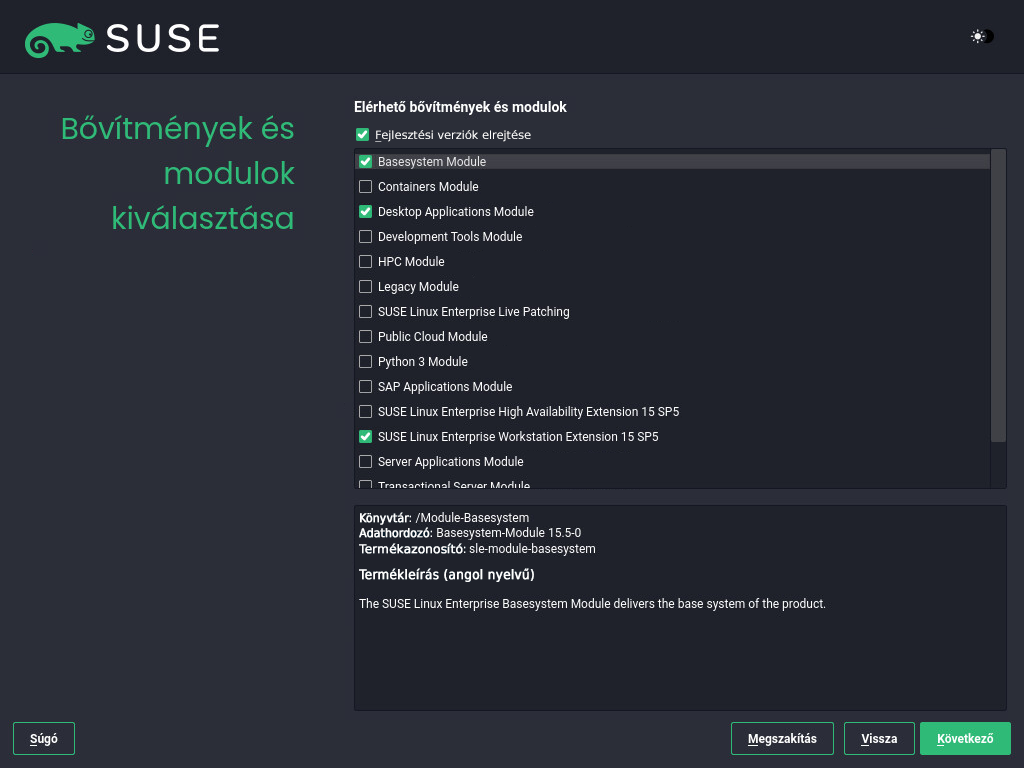 SUSE
Bővítmények és
modulok
kiválasztása
Elérhető bővítmények és modulok
Fejlesztési verziók elrejtése
Basesystem Module
Containers Module
Desktop Applications Module
Development Tools Module
HPC Module
Legacy Module
SUSE Linux Enterprise Live Patching
Public Cloud Module
Python 3 Module
SAP Applications Module
SUSE Linux Enterprise High Availability Extension 15 SP5
SUSE Linux Enterprise Workstation Extension 15 SP5
Server Applications Module
Transactional Server Module
Könyvtár: /Module-Basesystem
Adathordozó: Basesystem-Module 15.5-0
Termékazonosító: sle-module-basesystem
Termékleírás (angol nyelvű)
The SUSE Linux Enterprise Basesystem Module delivers the base system of the product.
Súgó
Megszakítás
Vissza
Következő